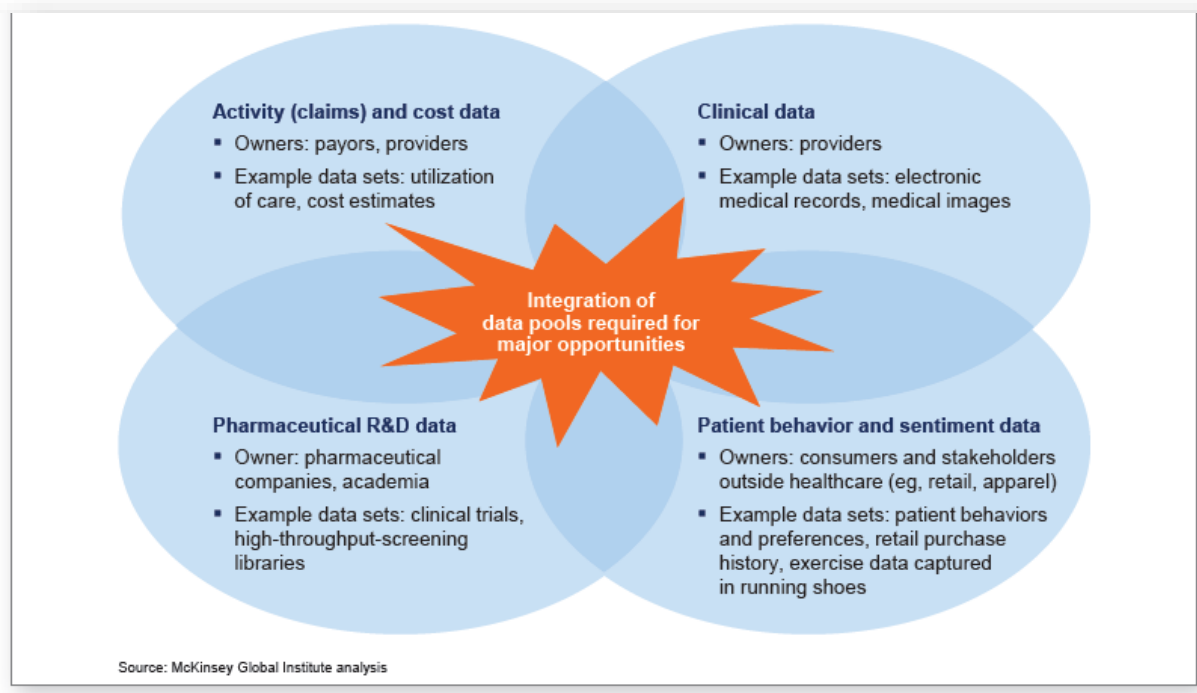 Activity (claims) and cost data
▪ Owners: payors, providers
▪ Example data sets: utilization
of care, cost estimates
Clinical data
▪ Owners: providers
▪ Example data sets: electronic
medical records, medical images
Integration of
data pools required for
major opportunities
Pharmaceutical R&D data
▪ Owner: pharmaceutical
companies, academia
▪ Example data sets: clinical trials,
high-throughput-screening
libraries
Patient behavior and sentiment data
▪ Owners: consumers and stakeholders
outside healthcare (eg, retail, apparel)
▪ Example data sets: patient behaviors
and preferences, retail purchase
history, exercise data captured
in running shoes
Source: McKinsey Global Institute analysis